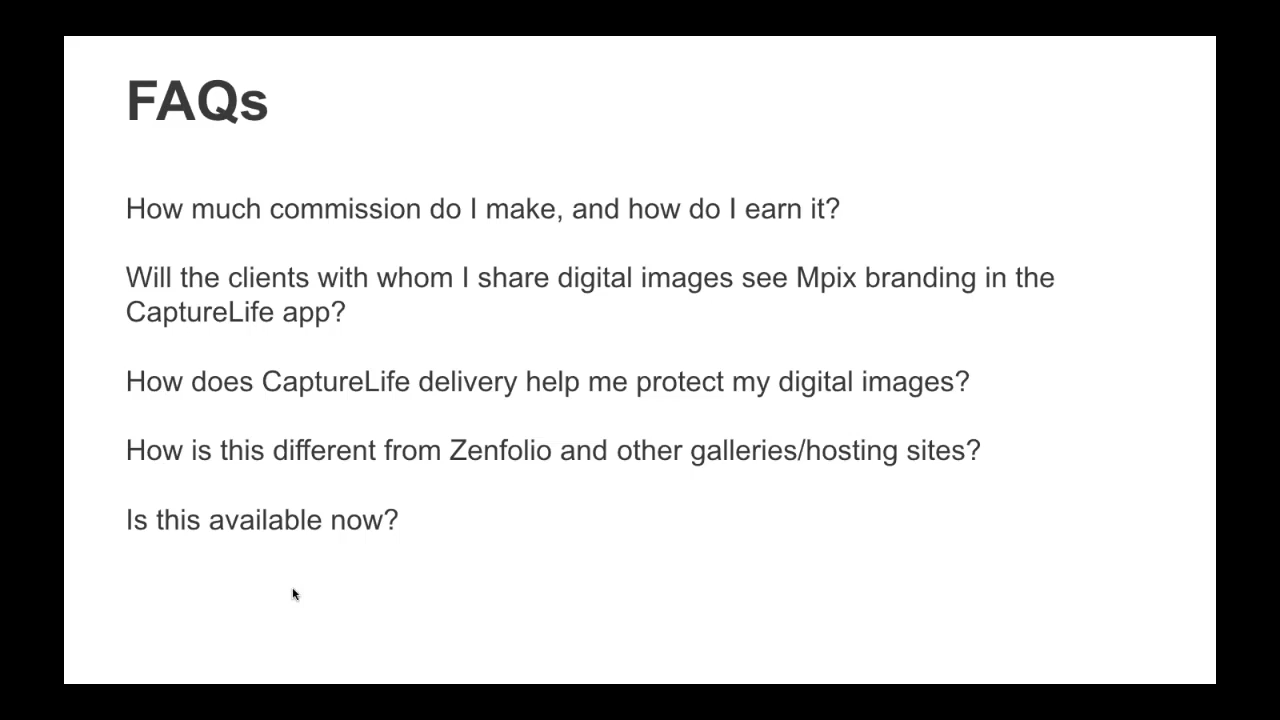 FAQs
How much commission do I make, and how do I earn it?
Will the clients with whom I share digital images see Mpix branding in the
CaptureLife app?
How does CaptureLife delivery help me protect my digital images?
How is this different from Zenfolio and other galleries/hosting sites?
Is this available now?